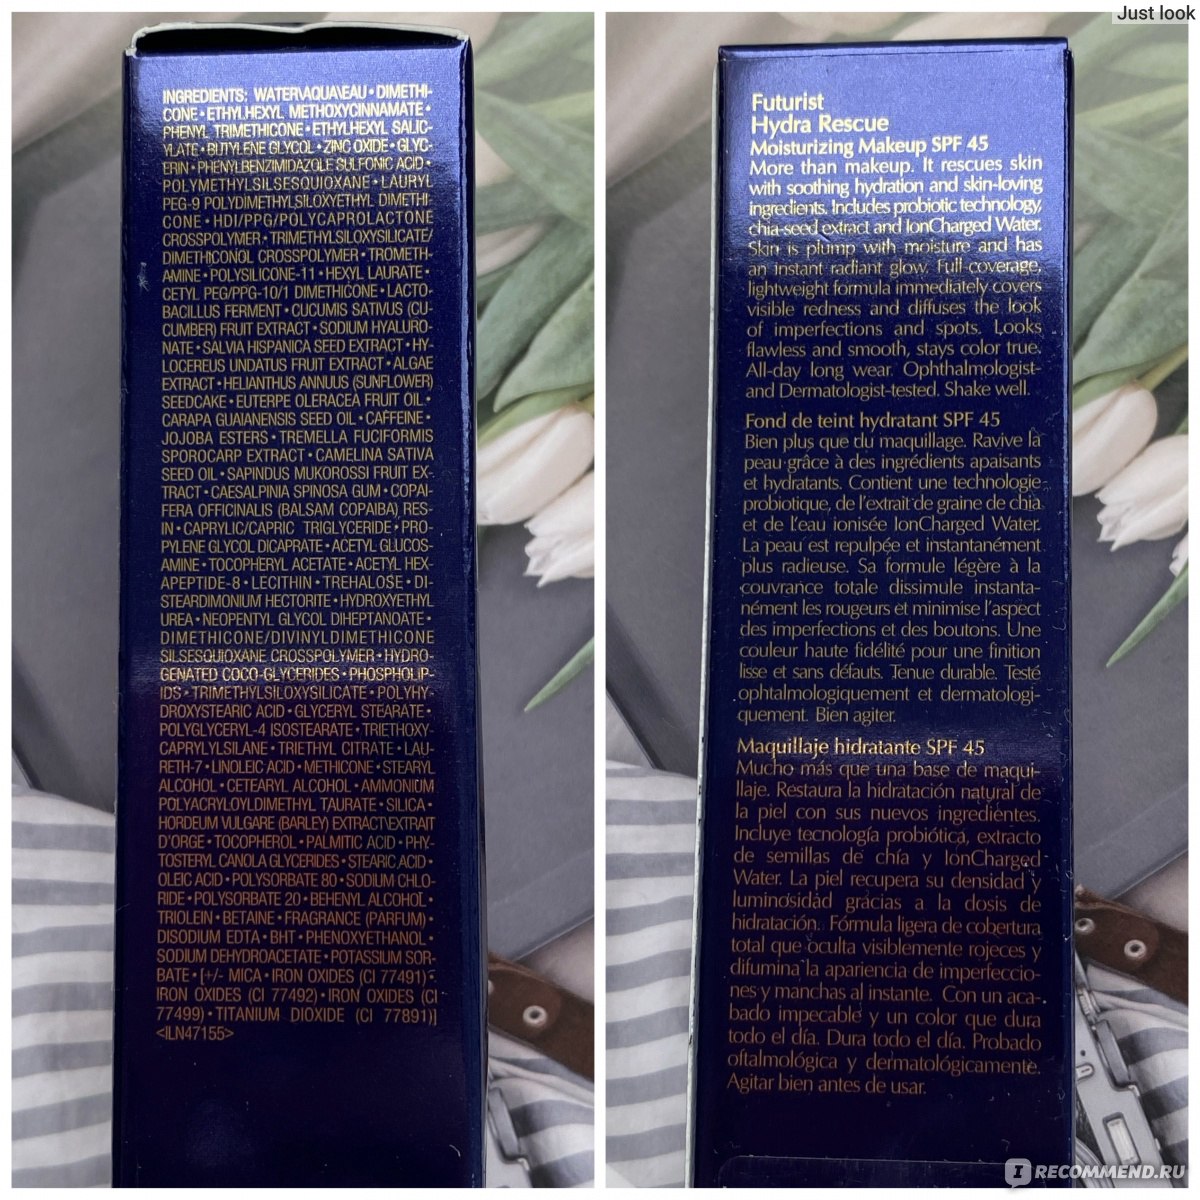 Just look
INGREDIENTS: WATER\AQUA\EAU • DIMETHI-
CONE • ETHYLHEXYL METHOXYCINNAMATE •
PHENYL TRIMETHICONE • ETHYLHEXYL SALIC-
YLATE • BUTYLENE GLYCOL • ZINC OXIDE • GLYC-
ERIN • PHENYLBENZIMIDAZOLE SULFONIC ACID •
POLYMETHYLSILSESQUIOXANE • LAURYL
PEG-9 POLYDIMETHYLSILOXYETHYL DIMETHI-
CONE • HDI/PPG/POLYCAPROLACTONE
CROSSPOLYMER • TRIMETHYLSILOXYSILICATE/
DIMETHICONOL CROSSPOLYMER • TROMETH-
AMINE • POLYSILICONE-11 • HEXYL LAURATE •
CETYL PEG/PPG-10/1 DIMETHICONE • LACTO-
BACILLUS FERMENT • CUCUMIS SATIVUS (CU-
CUMBER) FRUIT EXTRACT • SODIUM HYALURO-
NATE • SALVIA HISPANICA SEED EXTRACT • HY-
LOCEREUS UNDATUS FRUIT EXTRACT • ALGAE
EXTRACT • HELIANTHUS ANNUUS (SUNFLOWER)
SEEDCAKE • EUTERPE OLERACEA FRUIT OIL •
CARAPA GUAIANENSIS SEED OIL • CAFFEINE •
JOJOBA ESTERS • TREMELLA FUCIFORMIS
SPOROCARP EXTRACT • CAMELINA SATIVA
SEED OIL • SAPINDUS MUKOROSSI FRUIT EX-
TRACT • CAESALPINIA SPINOSA GUM • COPAI-
FERA OFFICINALIS (BALSAM COPAIBA) RES-
IN • CAPRYLIC/CAPRIC TRIGLYCERIDE • PRO-
PYLENE GLYCOL DICAPRATE • ACETYL GLUCOS-
AMINE • TOCOPHERYL ACETATE • ACETYL HEX-
APEPTIDE-8 • LECITHIN • TREHALOSE • DI-
STEARDIMONIUM HECTORITE • HYDROXYETHYL
UREA • NEOPENTYL GLYCOL DIHEPTANOATE •
DIMETHICONE/DIVINYLDIMETHICONE
SILSESQUIOXANE CROSSPOLYMER • HYDRO-
GENATED COCO-GLYCERIDES • PHOSPHOLIP-
IDS • TRIMETHYLSILOXYSILICATE • POLYHY-
DROXYSTEARIC ACID • GLYCERYL STEARATE •
POLYGLYCERYL-4 ISOSTEARATE • TRIETHOXY-
CAPRYLYLSILANE • TRIETHYL CITRATE • LAU-
RETH-7 • LINOLEIC ACID • METHICONE • STEARYL
ALCOHOL • CETEARYL ALCOHOL • AMMONIUM
POLYACRYLOYLDIMETHYL TAURATE • SILICA •
HORDEUM VULGARE (BARLEY) EXTRACT\EXTRAIT
D'ORGE • TOCOPHEROL • PALMITIC ACID • PHY-
TOSTERYL CANOLA GLYCERIDES • STEARIC ACID •
OLEIC ACID • POLYSORBATE 80 • SODIUM CHLO-
RIDE • POLYSORBATE 20 • BEHENYL ALCOHOL •
TRIOLEIN • BETAINE • FRAGRANCE (PARFUM) •
DISODIUM EDTA • BHT • PHENOXYETHANOL •
SODIUM DEHYDROACETATE • POTASSIUM SOR-
BATE • [+/- MICA • IRON OXIDES (CI 77491) •
IRON OXIDES (CI 77492) • IRON OXIDES (CI
77499) • TITANIUM DIOXIDE (CI 77891)]
<ILN47155>
Futurist
Hydra Rescue
Moisturizing Makeup SPF 45
More than makeup. It rescues skin
with soothing hydration and skin-loving
ingredients. Includes probiotic technology,
chia seed extract and IonCharged Water.
Skin is plump with moisture and has
an instant radiant glow. Full-coverage,
lightweight formula immediately covers
visible redness and diffuses the look
of imperfections and spots. Looks
flawless and smooth, stays color true.
All-day long wear. Ophthalmologist-
and Dermatologist-tested. Shake well.
Fond de teint hydratant SPF 45
Bien plus que du maquillage. Ravive la
peau grâce à des ingrédients apaisants
et hydratants. Contient une technologie
probiotique, de l'extrait de graine de chia
et de l'eau ionisée IonCharged Water.
La peau est repulpée et instantanément
plus radieuse. Sa formule légère à la
couvrance totale dissimule instanta-
nément les rougeurs et minimise l'aspect
des imperfections et des boutons. Une
couleur haute fidélité pour une finition
lisse et sans défauts. Tenue durable. Testé
ophtalmologiquement et dermatologi-
quement. Bien agiter.
Maquillaje hidratante SPF 45
Mucho más que una base de maqui-
llaje. Restaura la hidratación natural de
la piel con sus nuevos ingredientes.
Incluye tecnología probiótica, extracto
de semillas de chía y IonCharged
Water. La piel recupera su densidad y
luminosidad grácias a la dosis de
hidratación. Fórmula ligera de cobertura
total que oculta visiblemente rojeces y
difumina la apariencia de imperfeccio-
nes y manchas al instante. Con un aca-
bado impecable y un color que dura
todo el día. Dura todo el día. Probado
oftalmológica y dermatológicamente.
Agitar bien antes de usar.
I RECOMMEND.RU